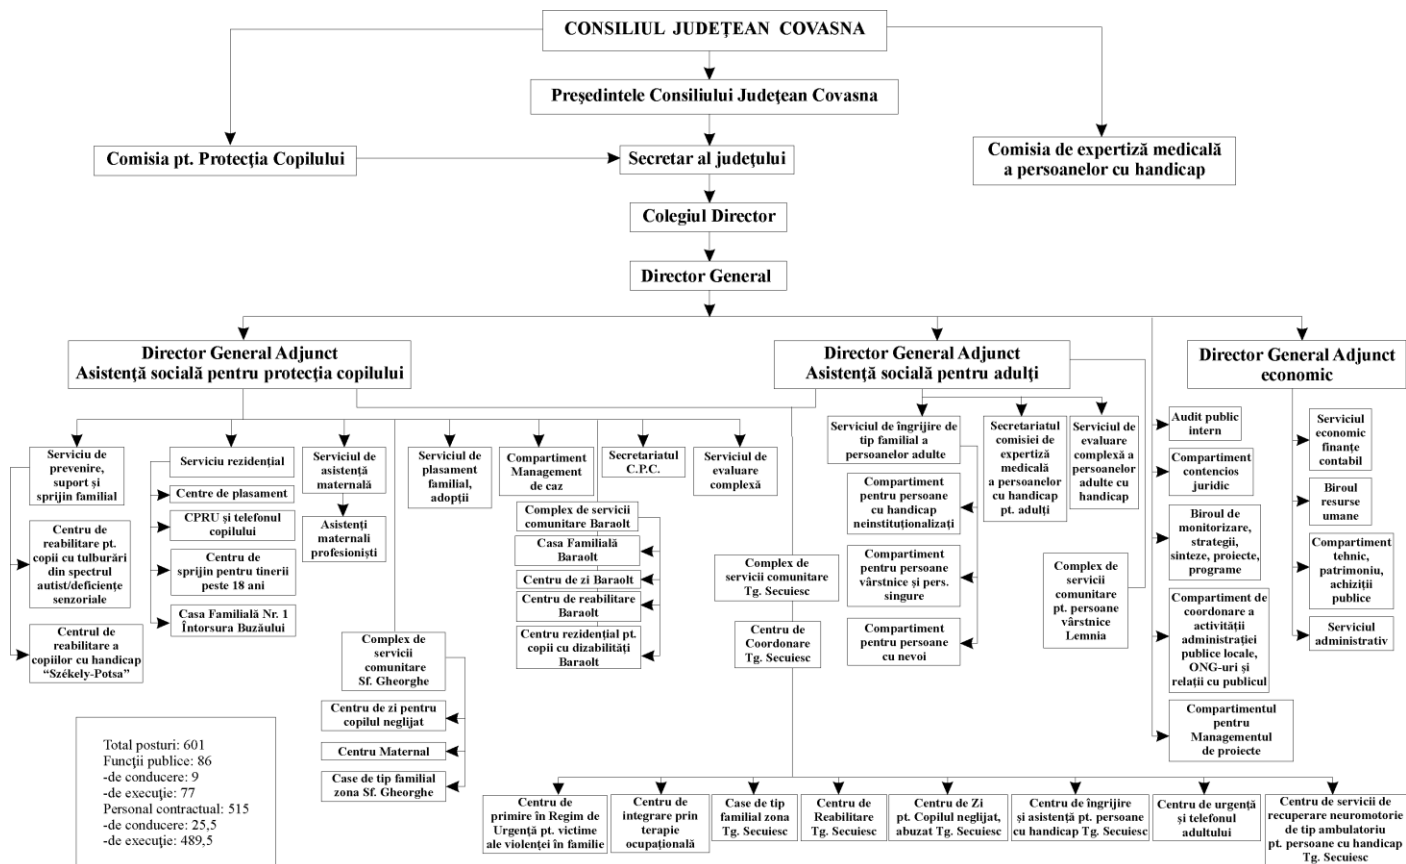 CONSILIUL JUDEŢEAN COVASNA
Preşedintele Consiliului Judeţean Covasna
Comisia pt. Protecţia Copilului
Secretar al judeţului
Comisia de expertiză medicală
a persoanelor cu handicap
Colegiul Director
Director General
Director General Adjunct
Asistenţă socială pentru protecţia copilului
Director General Adjunct
Asistenţă socială pentru adulţi
Director General Adjunct
economic
Serviciu de
prevenire,
suport şi
sprijin familial
Centru de
reabilitare pt.
copii cu tulburări
din spectrul
autist/deficienţe
senzoriale
Centrul de
reabilitare a
copiilor cu handicap
“Székely-Potsa”
Serviciu rezidenţial
Centre de plasament
CPRU şi telefonul
copilului
Centru de
sprijin pentru tinerii
peste 18 ani
Casa Familială Nr. 1
Întorsura Buzăului
Serviciul de
asistenţă
maternală
Asistenţi
maternali
profesionişti
Serviciul de
plasament
familial,
adopţii
Compartiment
Management
de caz
Secretariatul
C.P.C.
Serviciul de
evaluare
complexă
Complex de servicii
comunitare Baraolt
Casa Familială
Baraolt
Centru de zi Baraolt
Centru de reabilitare
Baraolt
Centru rezidenţial pt.
copii cu dizabilităţi
Baraolt
Complex de
servicii
comunitare
Sf. Gheorghe
Centru de zi pentru
copilul neglijat
Centru Maternal
Case de tip familial
zona Sf. Gheorghe
Complex de
servicii comunitare
Tg. Secuiesc
Centru de
Coordonare
Tg. Secuiesc
Serviciul de îngrijire de
tip familial a
persoanelor adulte
Compartiment
pentru persoane
cu handicap
neinstituţionalizaţi
Compartiment
pentru persoane
vârstnice şi pers.
singure
Compartiment
pentru persoane
cu nevoi
Secretariatul
comisiei de
expertiză
medicală
a persoanelor
cu handicap
pt. adulţi
Serviciul de
evaluare
complexă a
persoanelor
adulte cu
handicap
Complex de
servicii
comunitare
pt. persoane
vârstnice
Lemnia
Audit public
intern
Compartiment
contencios
juridic
Biroul de
monitorizare,
strategii,
sinteze, proiecte,
programe
Compartiment de
coordonare a
activităţii
administraţiei
publice locale,
ONG-uri şi
relaţii cu publicul
Compartimentul
pentru
Managementul
de proiecte
Serviciul
economic
finanţe
contabil
Biroul
resurse
umane
Compartiment
tehnic,
patrimoniu,
achiziţii
publice
Serviciul
administrativ
Total posturi: 601
Funcţii publice: 86
-de conducere: 9
-de execuţie: 77
Personal contractual: 515
-de conducere: 25,5
-de execuţie: 489,5
Centru de
primire în Regim de
Urgenţă pt. victime
ale violenţei în familie
Centru de
integrare prin
terapie
ocupaţională
Case de tip
familial zona
Tg. Secuiesc
Centru de
Reabilitare
Tg. Secuiesc
Centru de Zi
pt. Copilul neglijat,
abuzat Tg. Secuiesc
Centru de îngrijire
şi asistenţă pt. persoane
cu handicap Tg. Secuiesc
Centru de urgenţă
şi telefonul
adultului
Centru de servicii de
recuperare neuromotorie
de tip ambulatoriu
pt. persoane cu handicap
Tg. Secuiesc